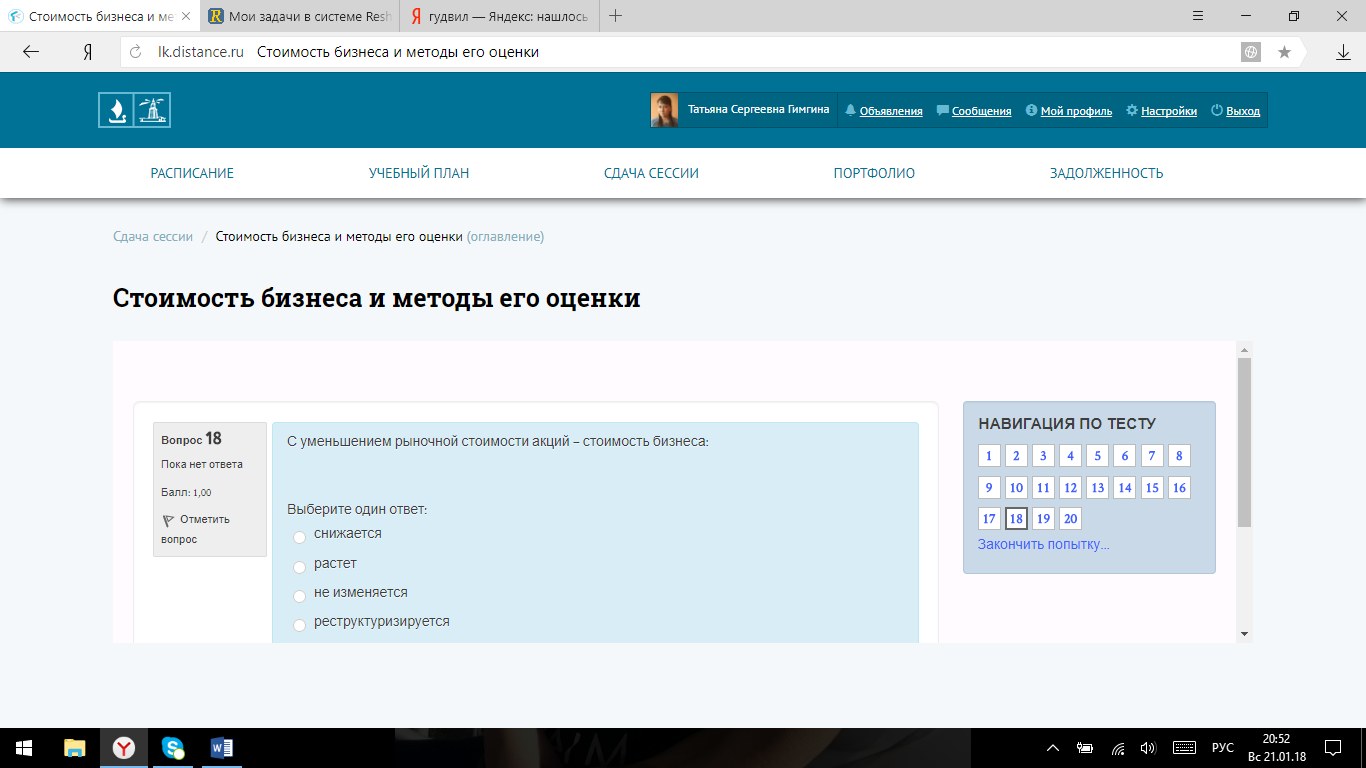 Стоимость бизнеса и ме
Мои задачи в системе Resh
гудвил — Яндекс: нашлось
lk.distance.ru Стоимость бизнеса и методы его оценки
Татьяна Сергеевна Гимгина Объявления Сообщения Мой профиль Настройки Выход
РАСПИСАНИЕ УЧЕБНЫЙ ПЛАН СДАЧА СЕССИИ ПОРТФОЛИО ЗАДОЛЖЕННОСТЬ
Сдача сессии / Стоимость бизнеса и методы его оценки (оглавление)
Стоимость бизнеса и методы его оценки
Вопрос 18
Пока нет ответа
Балл: 1,00
Отметить
вопрос
С уменьшением рыночной стоимости акций – стоимость бизнеса:
Выберите один ответ:
снижается
растет
не изменяется
реструктуризируется
НАВИГАЦИЯ ПО ТЕСТУ
1 2 3 4 5 6 7 8
9 10 11 12 13 14 15 16
17 18 19 20
Закончить попытку...
РУС
20:52
Вс 21.01.18